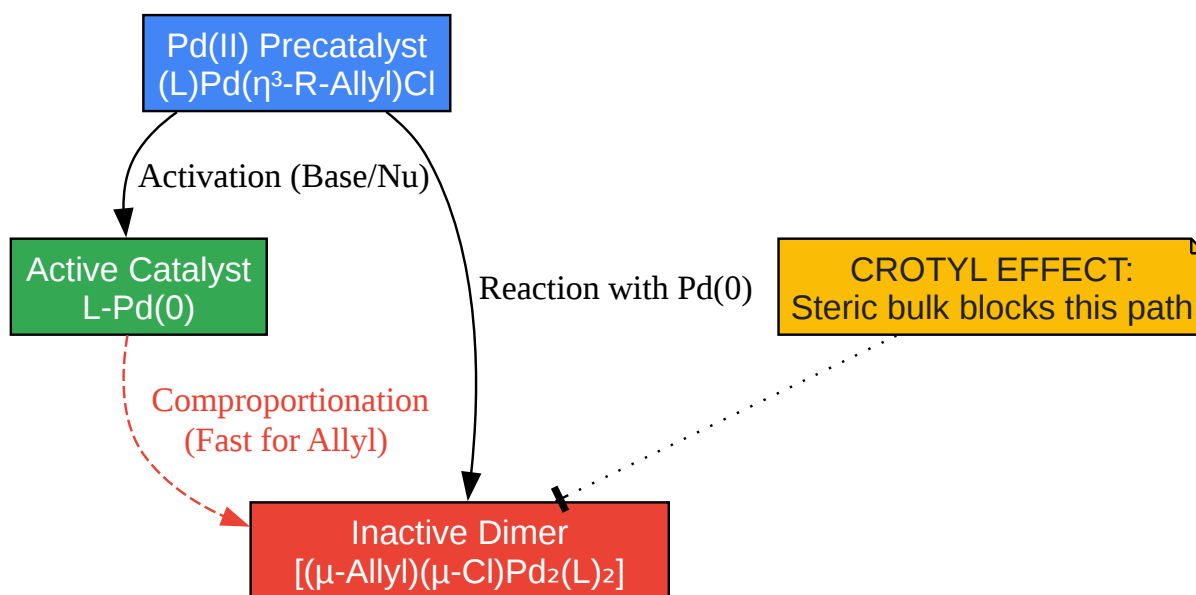 Pd(II) Precatalyst
(L)Pd(η³-R-Allyl)Cl
Activation (Base/Nu)
Active Catalyst
L-Pd(0)
Reaction with Pd(0)
CROTYL EFFECT:
Steric bulk blocks this path
Comproportionation
(Fast for Allyl)
Inactive Dimer
[(μ-Allyl)(μ-Cl)Pd₂(L)₂]